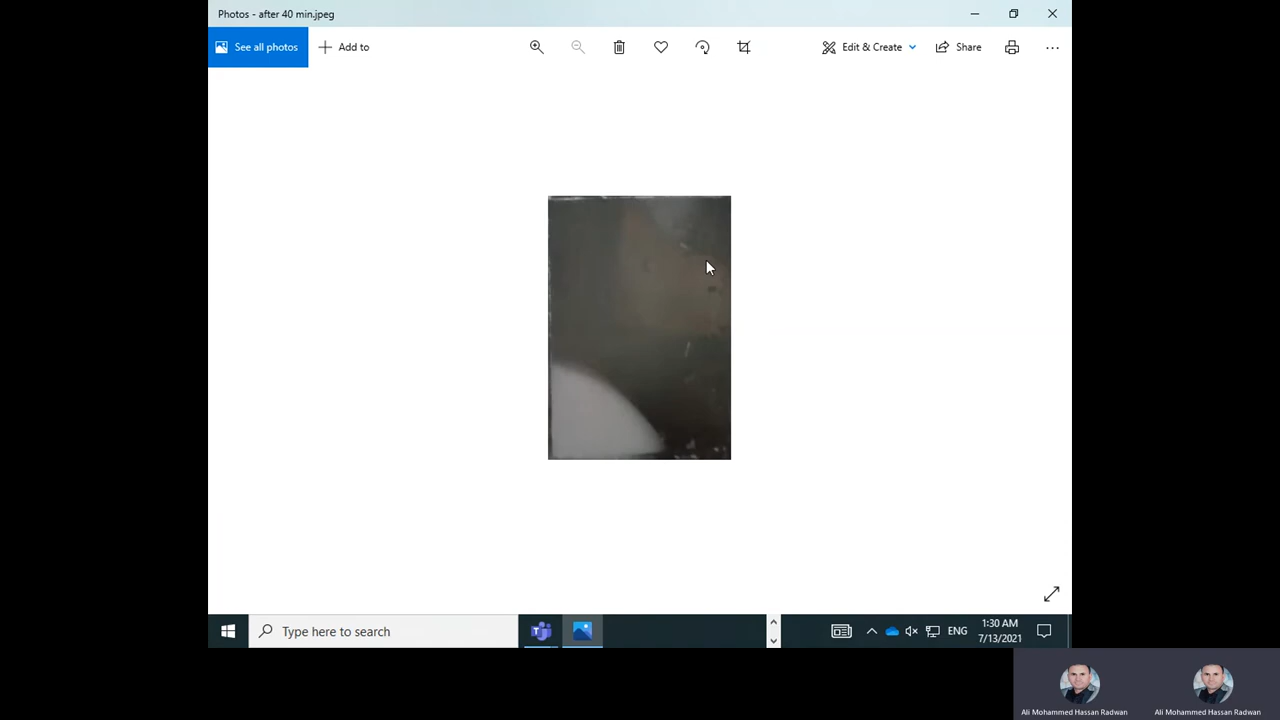 Photos - after 40 min.jpeg
See all photos
Add to
Edit & Create
Share
Type here to search
ENG
1:30 AM
7/13/2021
Ali Mohammed Hassan Radwan
Ali Mohammed Hassan Radwan